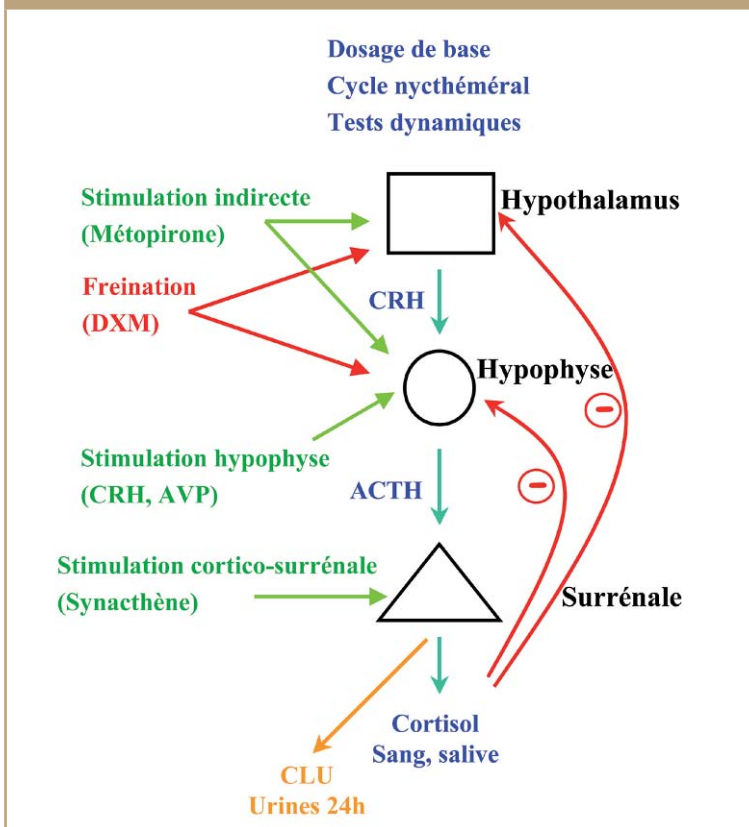 Dosage de base
Cycle nycthéméral
Tests dynamiques
Stimulation indirecte
(Métopirone)
Hypothalamus
Freination
(DXM)
CRH
Hypophyse
Stimulation hypophyse
(CRH, AVP)
ACTH
Stimulation cortico-surrénale
(Synacthène)
Surrénale
Cortisol
Sang, salive
CLU
Urines 24h